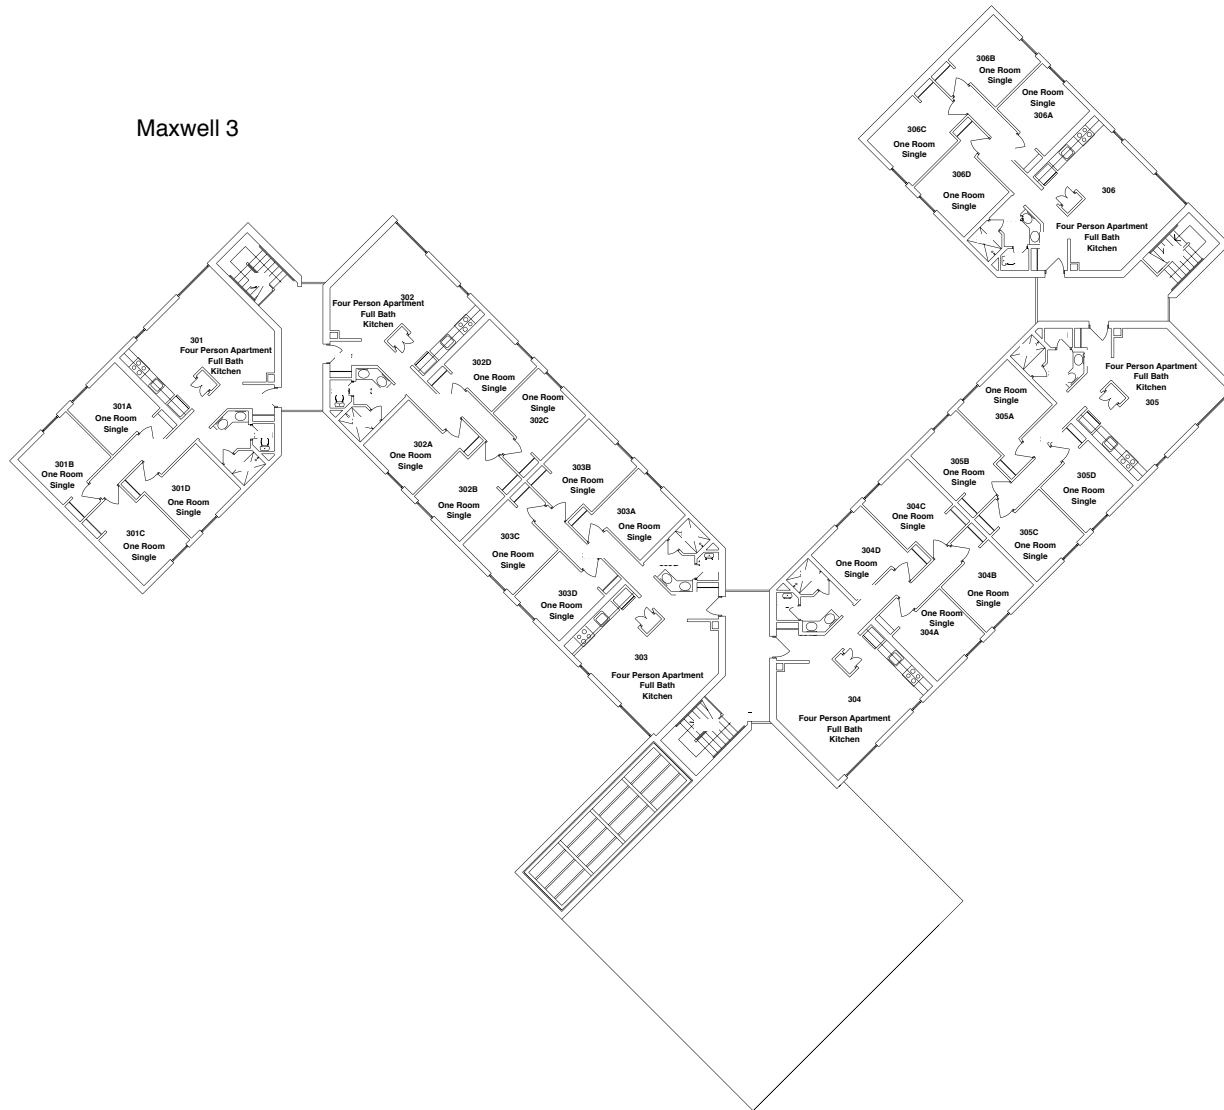 Maxwell 3
306B
One Room
Single
One Room
Single
306A
306C
One Room
Single
306D
One Room
Single
306
Four Person Apartment
Full Bath
Kitchen
302
Four Person Apartment
Full Bath
Kitchen
301
Four Person Apartment
Full Bath
Kitchen
301A
One Room
Single
301B
One Room
Single
301D
One Room
Single
301C
One Room
Single
302D
One Room
Single
One Room
Single
302C
302A
One Room
Single
302B
One Room
Single
303B
One Room
Single
303A
One Room
Single
303C
One Room
Single
303D
One Room
Single
303
Four Person Apartment
Full Bath
Kitchen
Four Person Apartment
Full Bath
Kitchen
305
One Room
Single
305A
305B
One Room
Single
305D
One Room
Single
305C
One Room
Single
304C
One Room
Single
304D
One Room
Single
304B
One Room
Single
One Room
Single
304A
304
Four Person Apartment
Full Bath
Kitchen